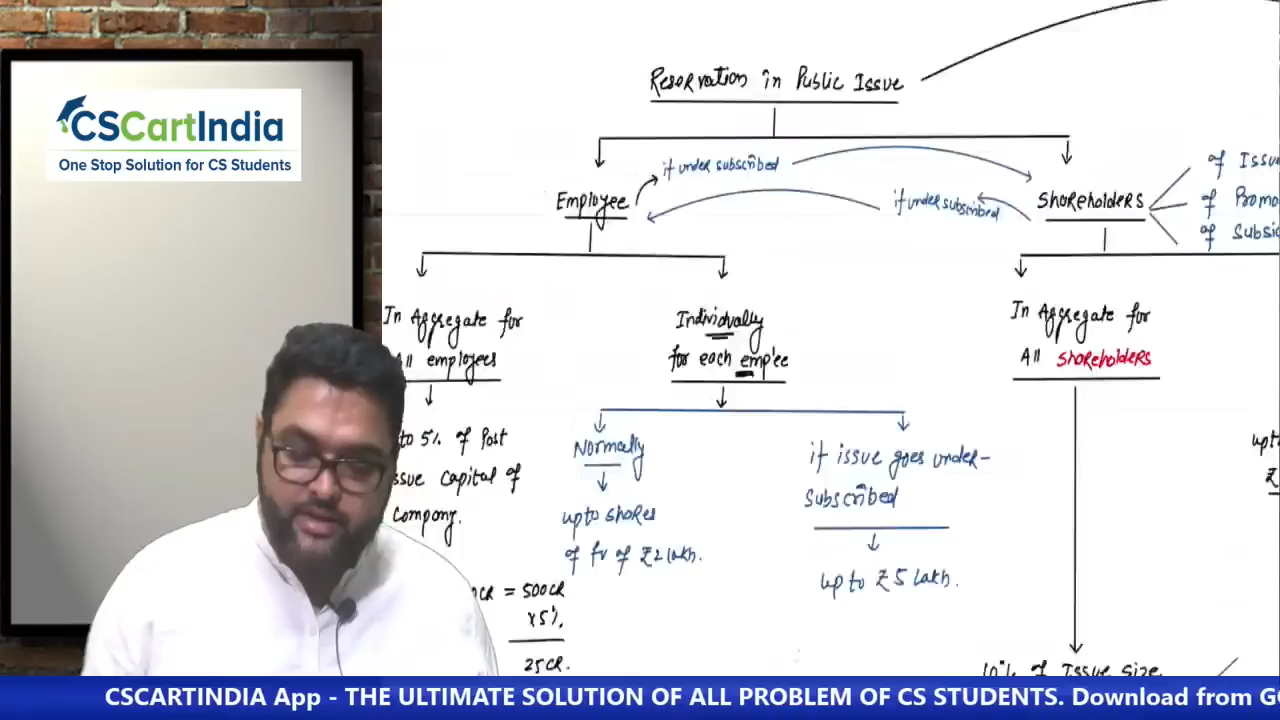 CSCartIndia
One Stop Solution for CS Students
Reservation in Public Issue
if under subscribed
if under subscribed
Employee
Shareholders
of Issu
of Promo
of Subsid
In Aggregate for
All employees
Individually
for each emp'ee
In Aggregate for
All Shareholders
to 5% of Post
ssue Capital of
Company.
Normally
upto shares
of fv of ₹2 lakh.
if issue goes under-
Subscribed
up to ₹ 5 lakh.
upt
₹
CR = 500CR
x5%
25CR.
10% of Issue size
CSCARTINDIA App - THE ULTIMATE SOLUTION OF ALL PROBLEM OF CS STUDENTS. Download from G